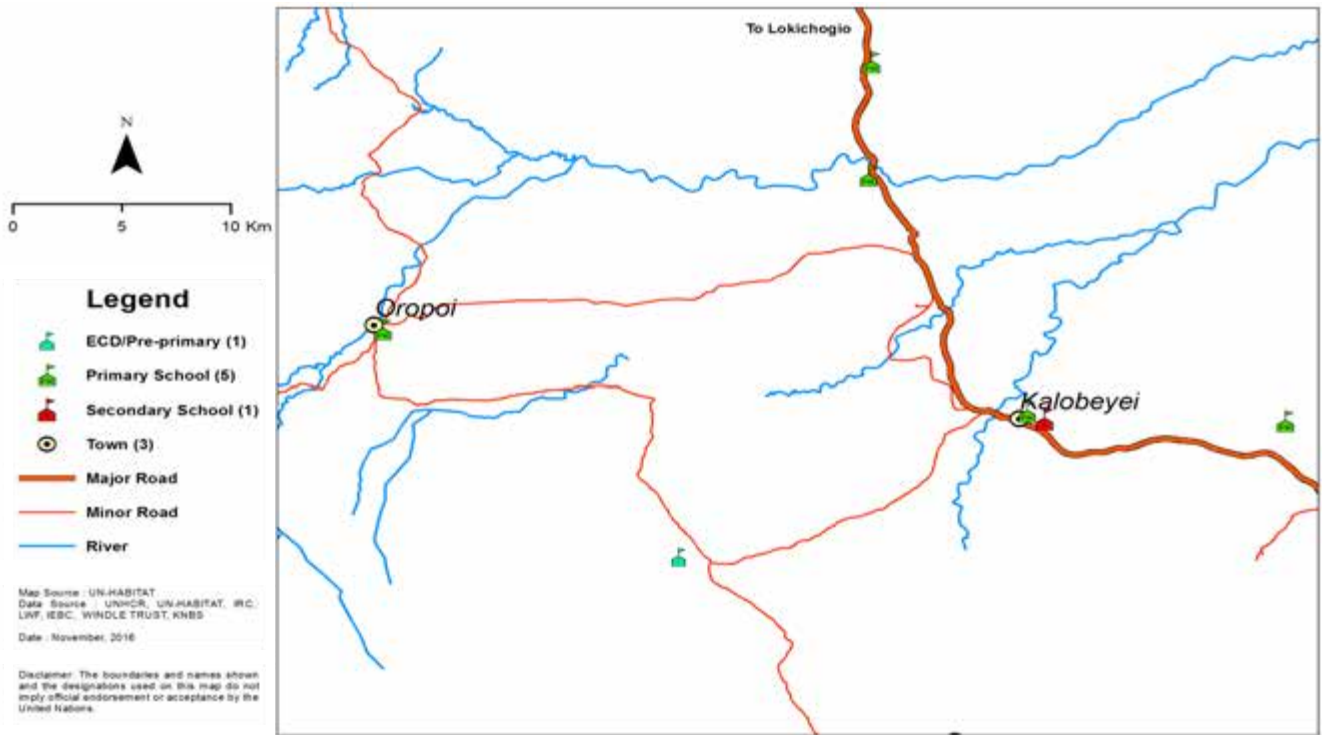 To Lokichogio
N
0 5 10 Km
Legend
ECD/Pre-primary (1)
Primary School (5)
Secondary School (1)
Town (3)
Major Road
Minor Road
River
Oropoi
Kalobeyei
Map Source : UN-HABITAT
Data Source : UNHCR, UN-HABITAT, IRC,
LWF, IEBC, WINDLE TRUST, KNBS
Date : November, 2016
Disclaimer: The boundaries and names shown
and the designations used on this map do not
imply official endorsement or acceptance by the
United Nations.